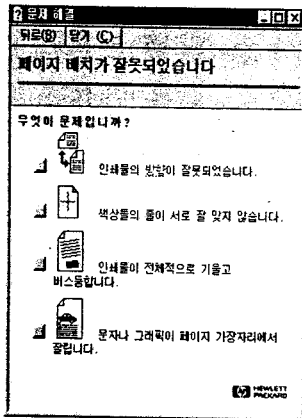 문제 해결
뒤로(B) 닫기 (C)
페이지 배치가 잘못되었습니다
무엇이 문제입니까?
인쇄물의 방향이 잘못되었습니다.
색상들의 줄이 서로 잘 맞지 않습니다.
인쇄물이 전체적으로 기울고
버스듬합니다.
문자나 그래픽이 페이지 가장자리에서
잘립니다.
HEWLETT
PACKARD